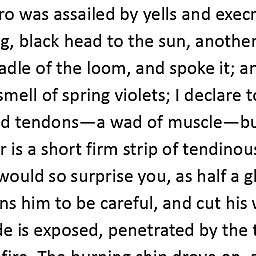 ro was assailed by yells and execr
g, black head to the sun, another
adle of the loom, and spoke it; an
smell of spring violets; I declare to
d tendons—a wad of muscle—bu
r is a short firm strip of tendinous
would so surprise you, as half a gl
ns him to be careful, and cut his w
de is exposed, penetrated by the t
fire. The burning ship drove on, a